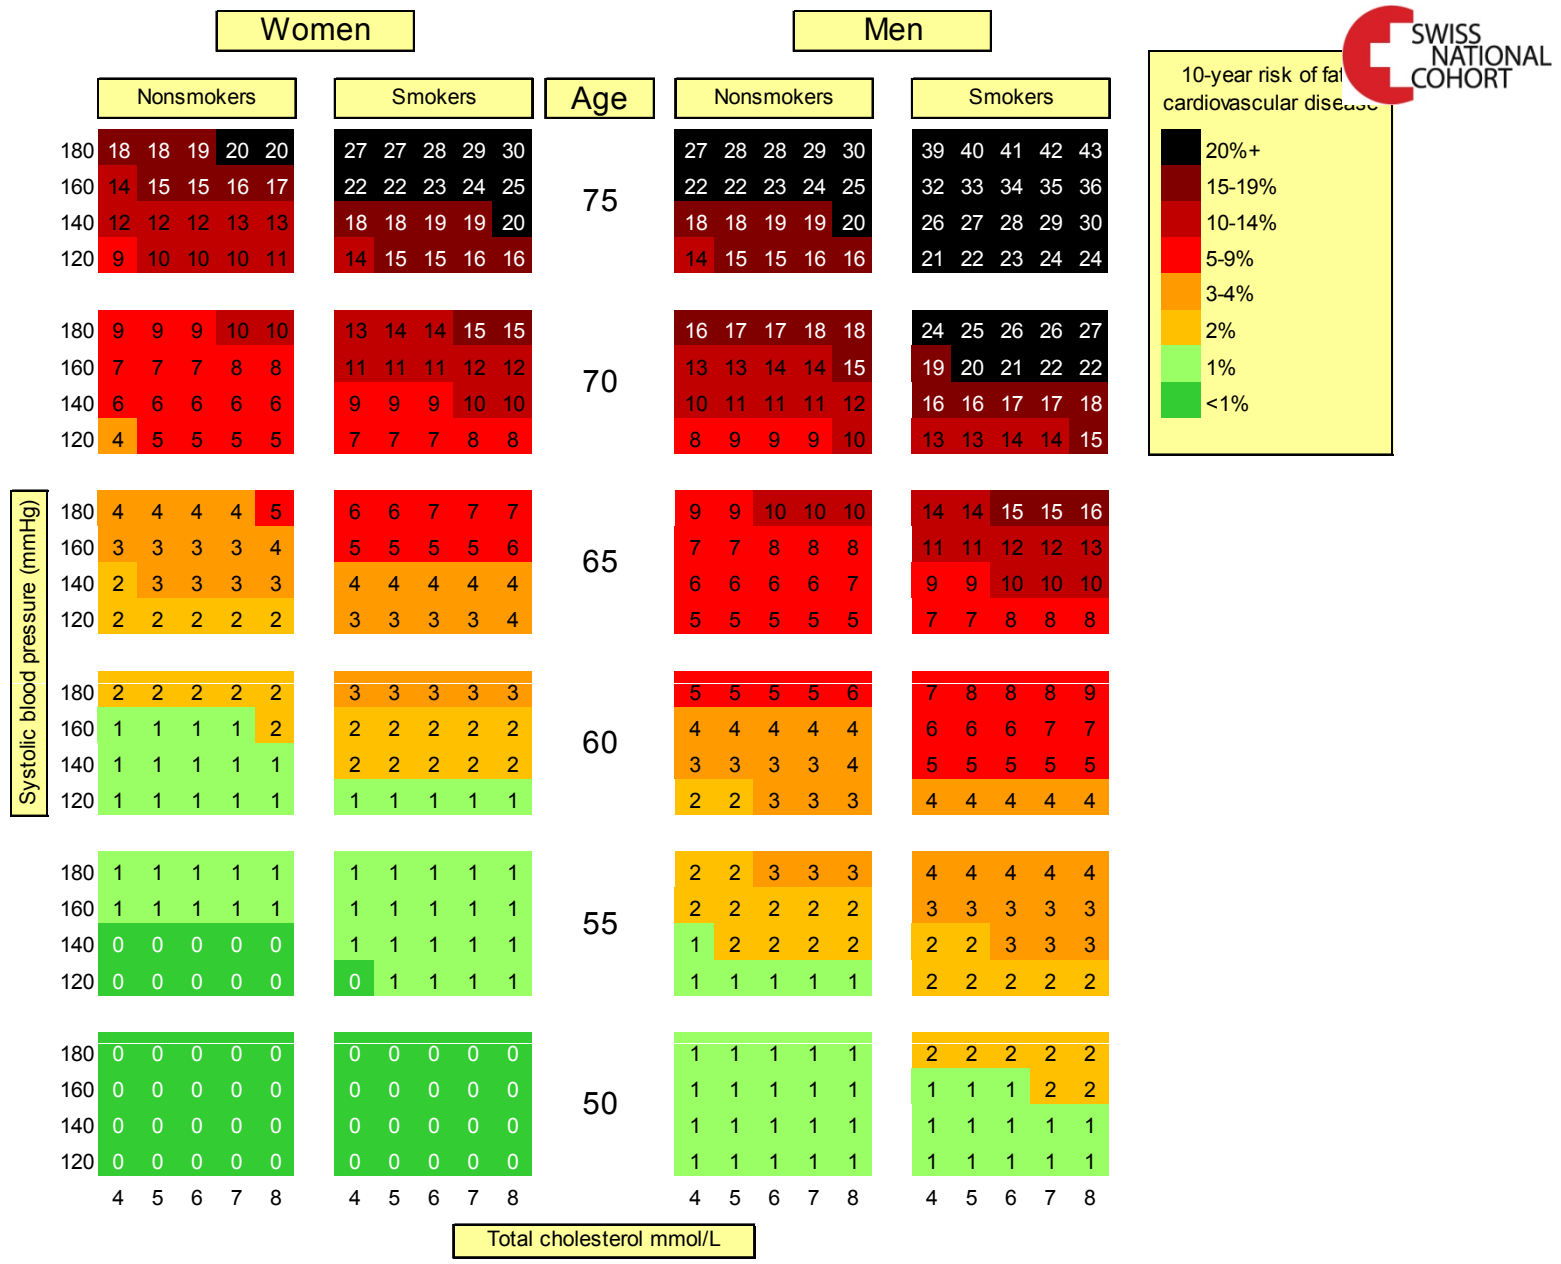 Women
Men
SWISS
NATIONAL
COHORT
10-year risk of
cardiovascular disease
Nonsmokers Smokers Age Nonsmokers Smokers
180 18 18 19 20 20 27 27 28 29 30 27 28 28 29 30 39 40 41 42 43
160 14 15 15 16 17 22 22 23 24 25 22 22 23 24 25 32 33 34 35 36
75
140 12 12 12 13 13 18 18 19 19 20 18 18 19 19 20 26 27 28 29 30
120 9 10 10 10 11 14 15 15 16 16 14 15 15 16 16 21 22 23 24 24
20%+
15-19%
10-14%
5-9%
3-4%
2%
1%
<1%
180 9 9 9 10 10 13 14 14 15 15 16 17 17 18 18 24 25 26 26 27
160 7 7 7 8 8 11 11 11 12 12 13 13 14 14 15 19 20 21 22 22
70
140 6 6 6 6 6 9 9 9 10 10 10 11 11 11 12 16 16 17 17 18
120 4 5 5 5 5 7 7 7 8 8 8 9 9 9 10 13 13 14 14 15
Systolic blood pressure (mmHg)
180 4 4 4 4 5 6 6 7 7 7 9 9 10 10 10 14 14 15 15 16
160 3 3 3 3 4 5 5 5 5 6 7 7 8 8 8 11 11 12 12 13
65
140 2 3 3 3 3 4 4 4 4 4 6 6 6 6 7 9 9 10 10 10
120 2 2 2 2 2 3 3 3 3 4 5 5 5 5 5 7 7 8 8 8
180 2 2 2 2 2 3 3 3 3 3 5 5 5 5 6 7 8 8 8 9
160 1 1 1 1 2 2 2 2 2 2 4 4 4 4 4 6 6 6 7 7
60
140 1 1 1 1 1 2 2 2 2 2 3 3 3 3 4 5 5 5 5 5
120 1 1 1 1 1 1 1 1 1 1 2 2 3 3 3 4 4 4 4 4
180 1 1 1 1 1 1 1 1 1 1 2 2 3 3 3 4 4 4 4 4
160 1 1 1 1 1 1 1 1 1 1 2 2 2 2 2 3 3 3 3 3
55
140 0 0 0 0 0 1 1 1 1 1 1 2 2 2 2 2 2 3 3 3
120 0 0 0 0 0 0 1 1 1 1 1 1 1 1 1 2 2 2 2 2
180 0 0 0 0 0 0 0 0 0 0 1 1 1 1 1 2 2 2 2 2
160 0 0 0 0 0 0 0 0 0 0 1 1 1 1 1 1 1 1 2 2
50
140 0 0 0 0 0 0 0 0 0 0 1 1 1 1 1 1 1 1 1 1
120 0 0 0 0 0 0 0 0 0 0 1 1 1 1 1 1 1 1 1 1
4 5 6 7 8 4 5 6 7 8 4 5 6 7 8 4 5 6 7 8
Total cholesterol mmol/L